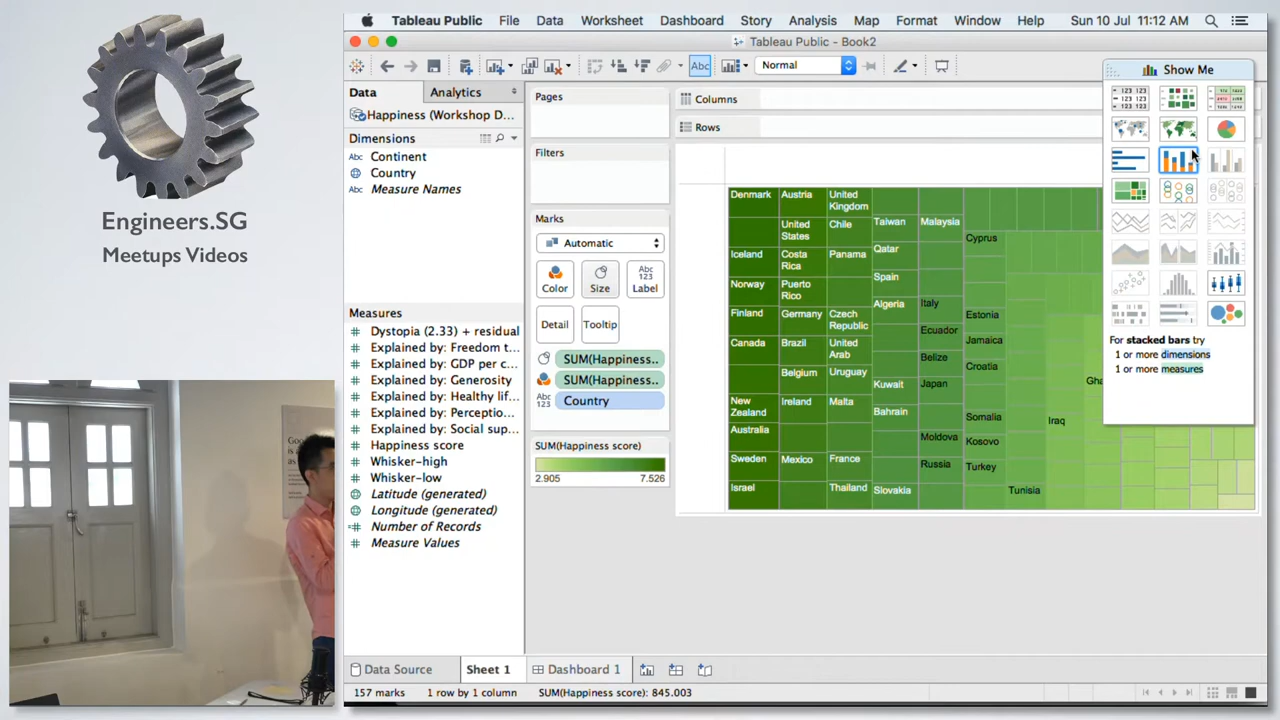 Engineers.SG
Meetups Videos
Tableau Public File Data Worksheet Dashboard Story Analysis Map Format Window Help Sun 10 Jul 11:12 AM
Tableau Public - Book2
Abc Normal
Data Analytics
Happiness (Workshop D...
Dimensions
Abc Continent
Country
Abc Measure Names
Measures
Dystopia (2.33) + residual
Explained by: Freedom t...
Explained by: GDP per c...
Explained by: Generosity
Explained by: Healthy lif...
Explained by: Perceptio...
Explained by: Social sup...
Happiness score
Whisker-high
Whisker-low
Latitude (generated)
Longitude (generated)
Number of Records
Measure Values
Pages
Filters
Marks
Automatic
Color
Size
Abc
123
Label
Detail
Tooltip
SUM(Happiness..
SUM(Happiness..
Abc
123
Country
SUM(Happiness score)
2.905 7.526
Columns
Rows
Denmark
Iceland
Norway
Finland
Canada
New
Zealand
Australia
Sweden
Israel
Austria
United
States
Costa
Rica
Puerto
Rico
Germany
Brazil
Belgium
Ireland
Mexico
United
Kingdom
Chile
Panama
Czech
Republic
United
Arab
Uruguay
Malta
France
Thailand
Taiwan
Qatar
Spain
Algeria
Kuwait
Bahrain
Slovakia
Malaysia
Italy
Ecuador
Belize
Japan
Moldova
Russia
Cyprus
Estonia
Jamaica
Croatia
Somalia
Kosovo
Turkey
Tunisia
Iraq
Gha
Show Me
For stacked bars try
1 or more dimensions
1 or more measures
Data Source Sheet 1 Dashboard 1
157 marks 1 row by 1 column SUM(Happiness score): 845.003